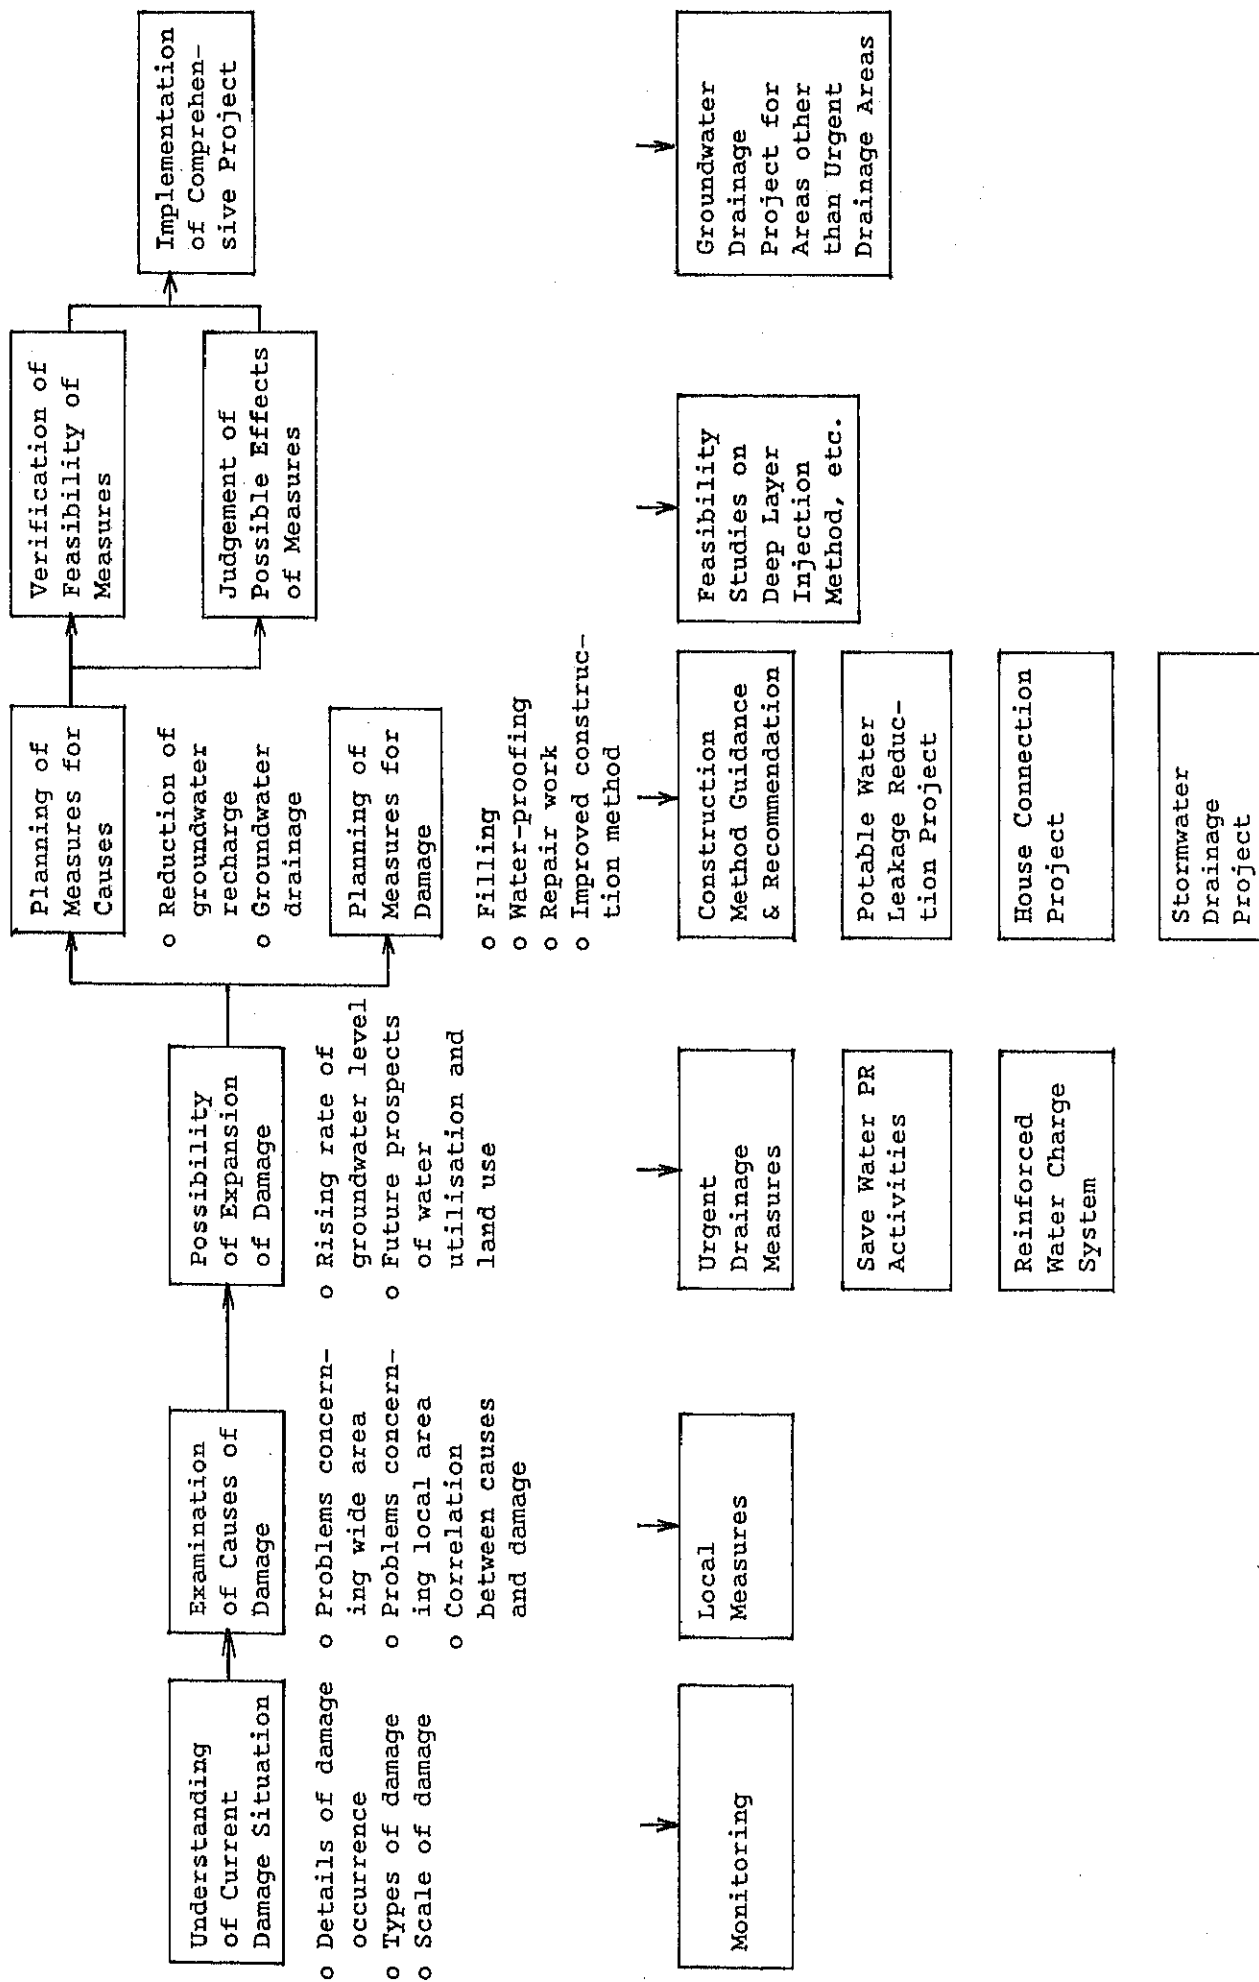 Understanding
of Current
Damage Situation
o Details of damage
occurrence
o Types of damage
o Scale of damage
Examination
of Causes of
Damage
o Problems concern-
ing wide area
o Problems concern-
ing local area
o Correlation
between causes
and damage
Possibility
of Expansion
of Damage
o Rising rate of
groundwater level
o Future prospects
of water
utilisation and
land use
Planning of
Measures for
Causes
o Reduction of
groundwater
recharge
o Groundwater
drainage
Planning of
Measures for
Damage
o Filling
o Water-proofing
o Repair work
o Improved construc-
tion method
Verification of
Feasibility of
Measures
Judgement of
Possible Effects
of Measures
Implementation
of Comprehen-
sive Project
Monitoring
Local
Measures
Urgent
Drainage
Measures
Save Water PR
Activities
Reinforced
Water Charge
System
Construction
Method Guidance
& Recommendation
Potable Water
Leakage Reduc-
tion Project
House Connection
Project
Stormwater
Drainage
Project
Feasibility
Studies on
Deep Layer
Injection
Method, etc.
Groundwater
Drainage
Project for
Areas other
than Urgent
Drainage Areas